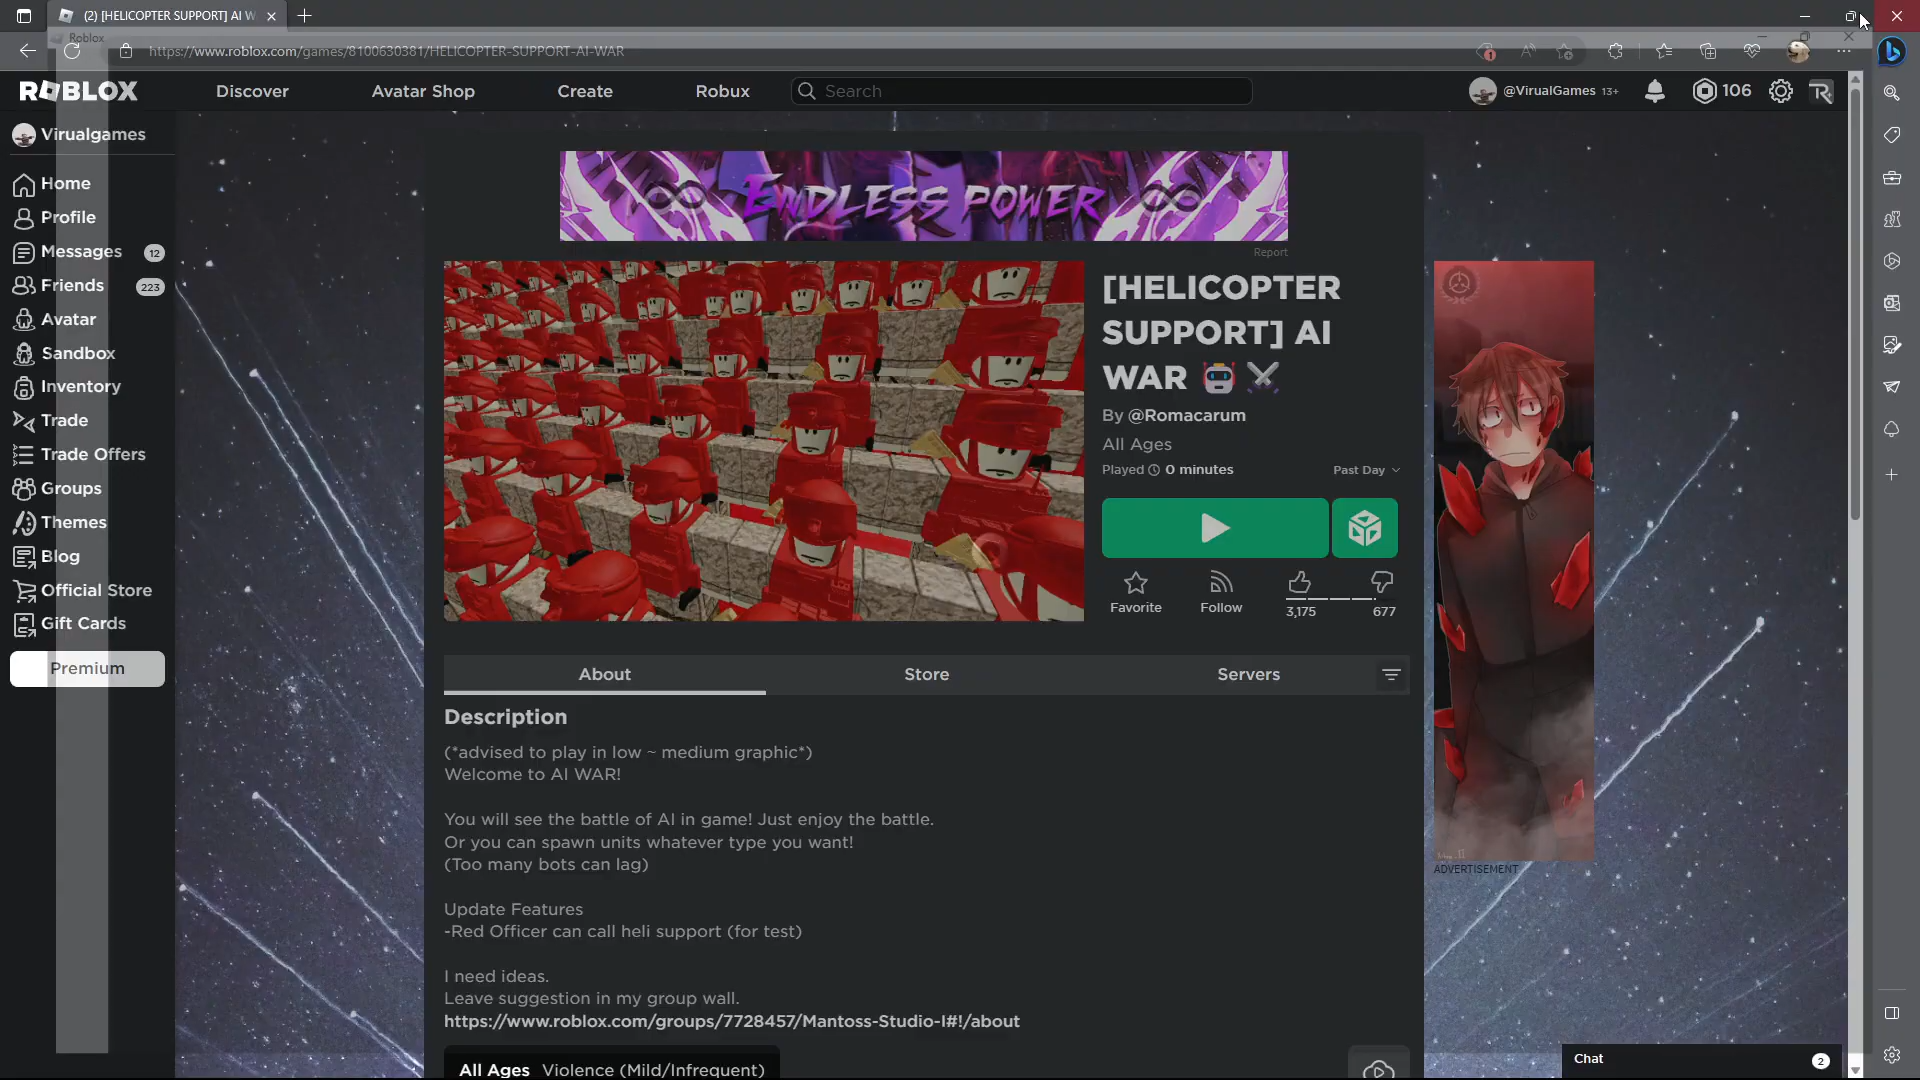 (2) [HELICOPTER SUPPORT] AI W
Roblox
https://www.roblox.com/games/8100630381/HELICOPTER-SUPPORT-AI-WAR
1
ROBLOX
Discover
Avatar Shop
Create
Robux
Search
@VirualGames 13+
106
Virualgames
Home
Profile
Messages 12
Friends 223
Avatar
Sandbox
Inventory
Trade
Trade Offers
Groups
Themes
Blog
Official Store
Gift Cards
Premium
ENDLESS POWER
Report
[HELICOPTER
SUPPORT] AI
WAR 🤖 ⚔
By @Romacarum
All Ages
Played 0 minutes
Past Day
Favorite
Follow
3,175
677
About
Store
Servers
Description
(*advised to play in low ~ medium graphic*)
Welcome to AI WAR!
You will see the battle of AI in game! Just enjoy the battle.
Or you can spawn units whatever type you want!
(Too many bots can lag)
Update Features
-Red Officer can call heli support (for test)
I need ideas.
Leave suggestion in my group wall.
https://www.roblox.com/groups/7728457/Mantoss-Studio-I#!/about
All Ages Violence (Mild/Infrequent)
ADVERTISEMENT
Chat
2